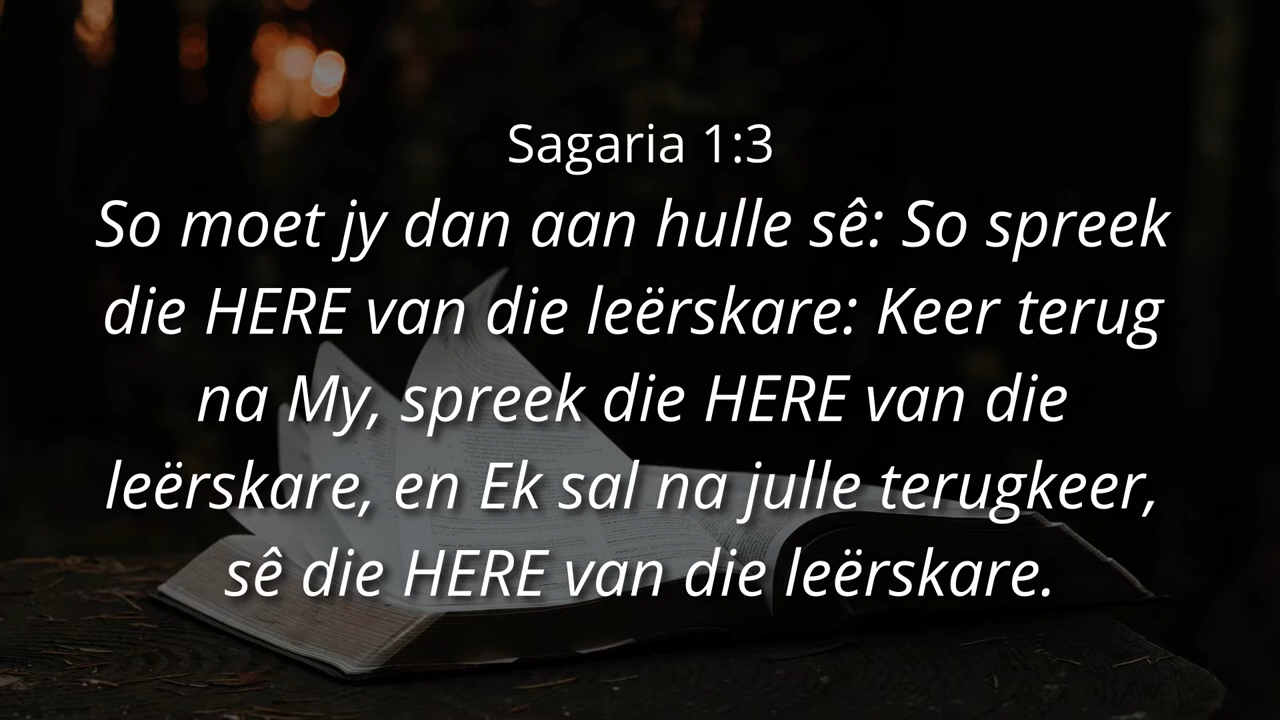 Sagaria 1:3
So moet jy dan aan hulle sê: So spreek
die HERE van die leërskare: Keer terug
na My, spreek die HERE van die
leërskare, en Ek sal na julle terugkeer,
sê die HERE van die leërskare.